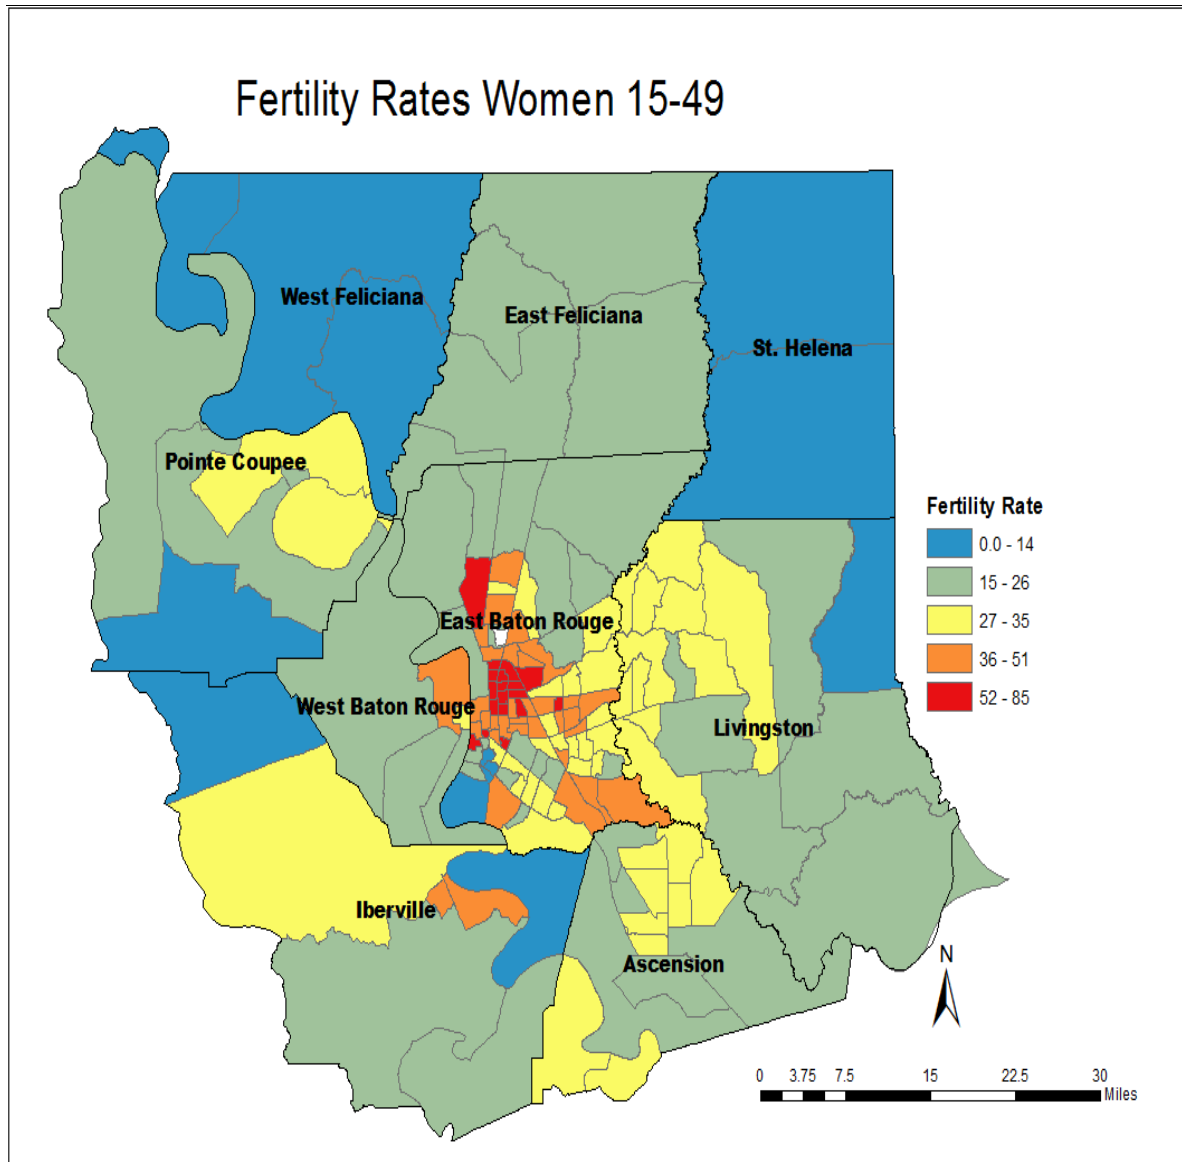 Fertility Rates Women 15-49
West Feliciana
East Feliciana
St. Helena
Pointe Coupee
Fertility Rate
0.0 - 14
15 - 26
27 - 35
36 - 51
52 - 85
East Baton Rouge
West Baton Rouge
Livingston
Iberville
Ascension
N
0 3.75 7.5 15 22.5 30
Miles